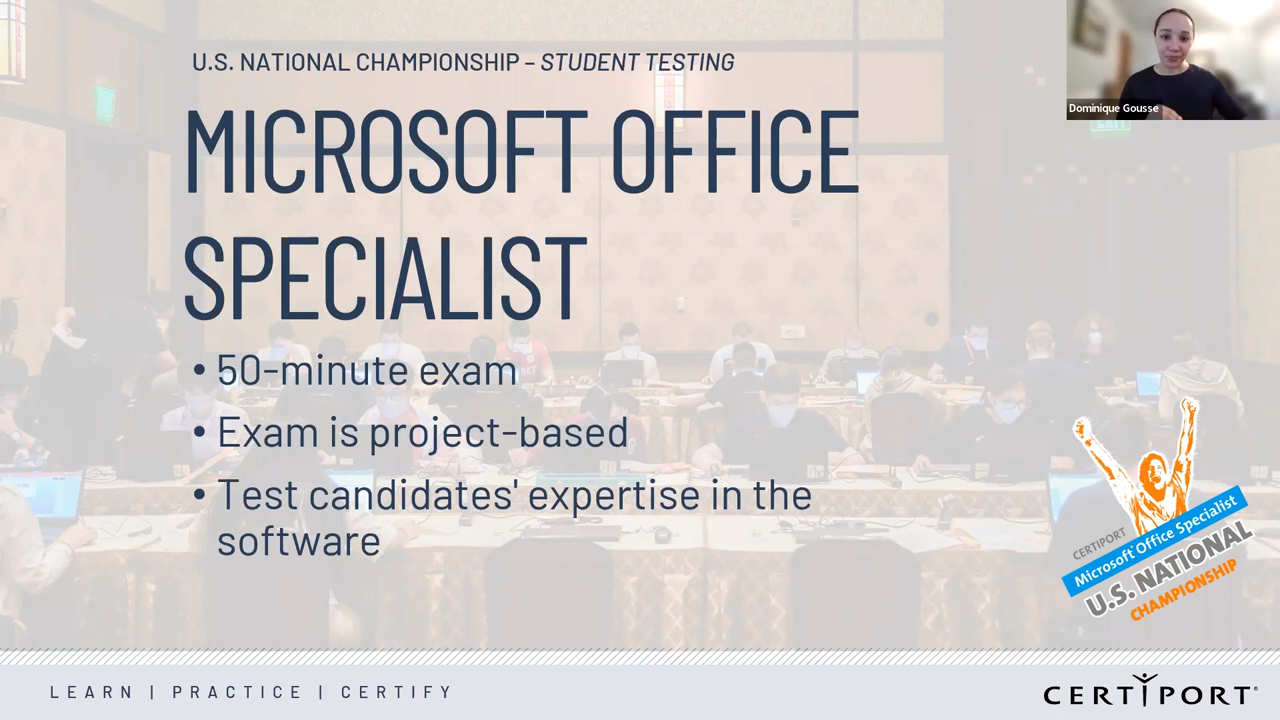 U.S. NATIONAL CHAMPIONSHIP – STUDENT TESTING
MICROSOFT OFFICE
SPECIALIST
• 50-minute exam
• Exam is project-based
• Test candidates' expertise in the
software
Dominique Gousse
EXIT
CERTIPORT
Microsoft Office Specialist
U.S. NATIONAL
CHAMPIONSHIP
LEARN | PRACTICE | CERTIFY
CERTIPORT®